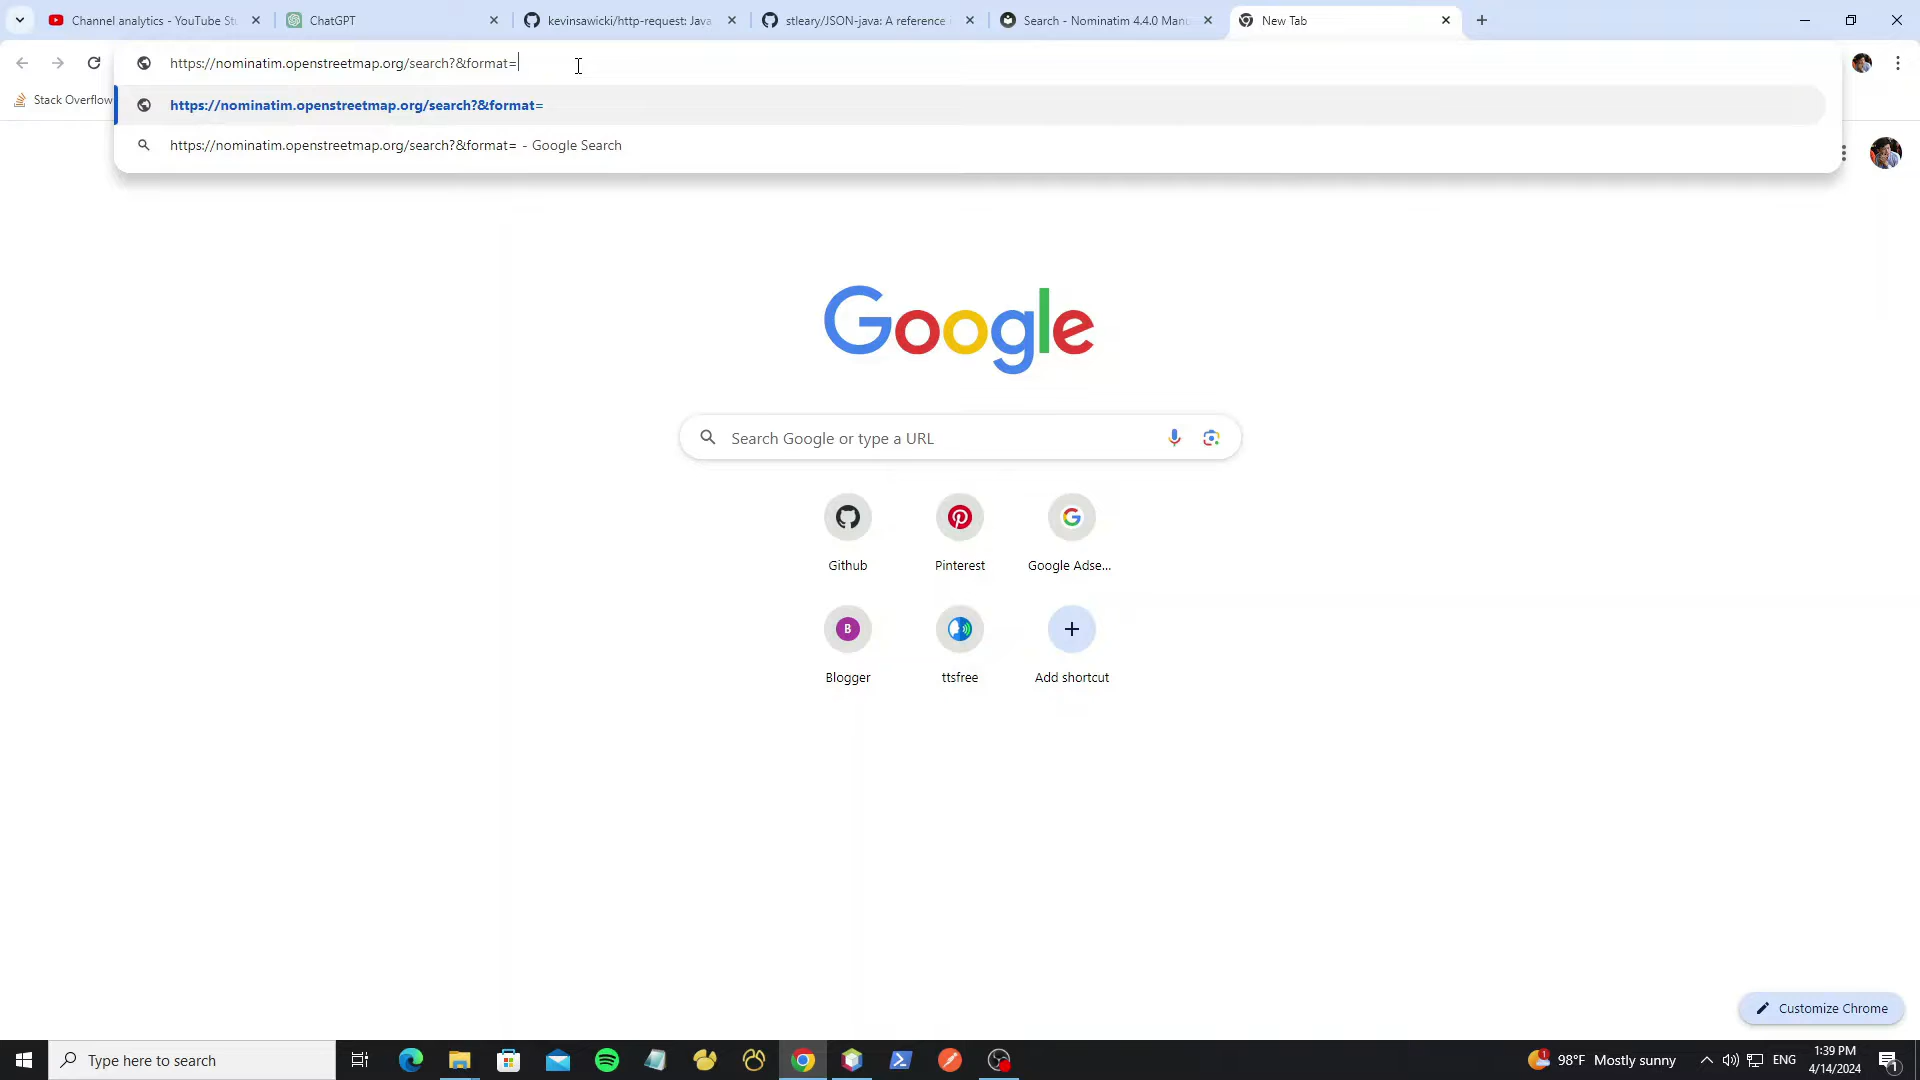 Channel analytics - YouTube St
ChatGPT
kevinsawicki/http-request: Java
stleary/JSON-java: A reference
Search - Nominatim 4.4.0 Manu
New Tab
https://nominatim.openstreetmap.org/search?&format=
Stack Overflow
https://nominatim.openstreetmap.org/search?&format=
https://nominatim.openstreetmap.org/search?&format= - Google Search
Google
Search Google or type a URL
Github
Pinterest
Google Adse...
B
Blogger
ttsfree
Add shortcut
Customize Chrome
Type here to search
1
98°F Mostly sunny
ENG
1:39 PM
4/14/2024
1